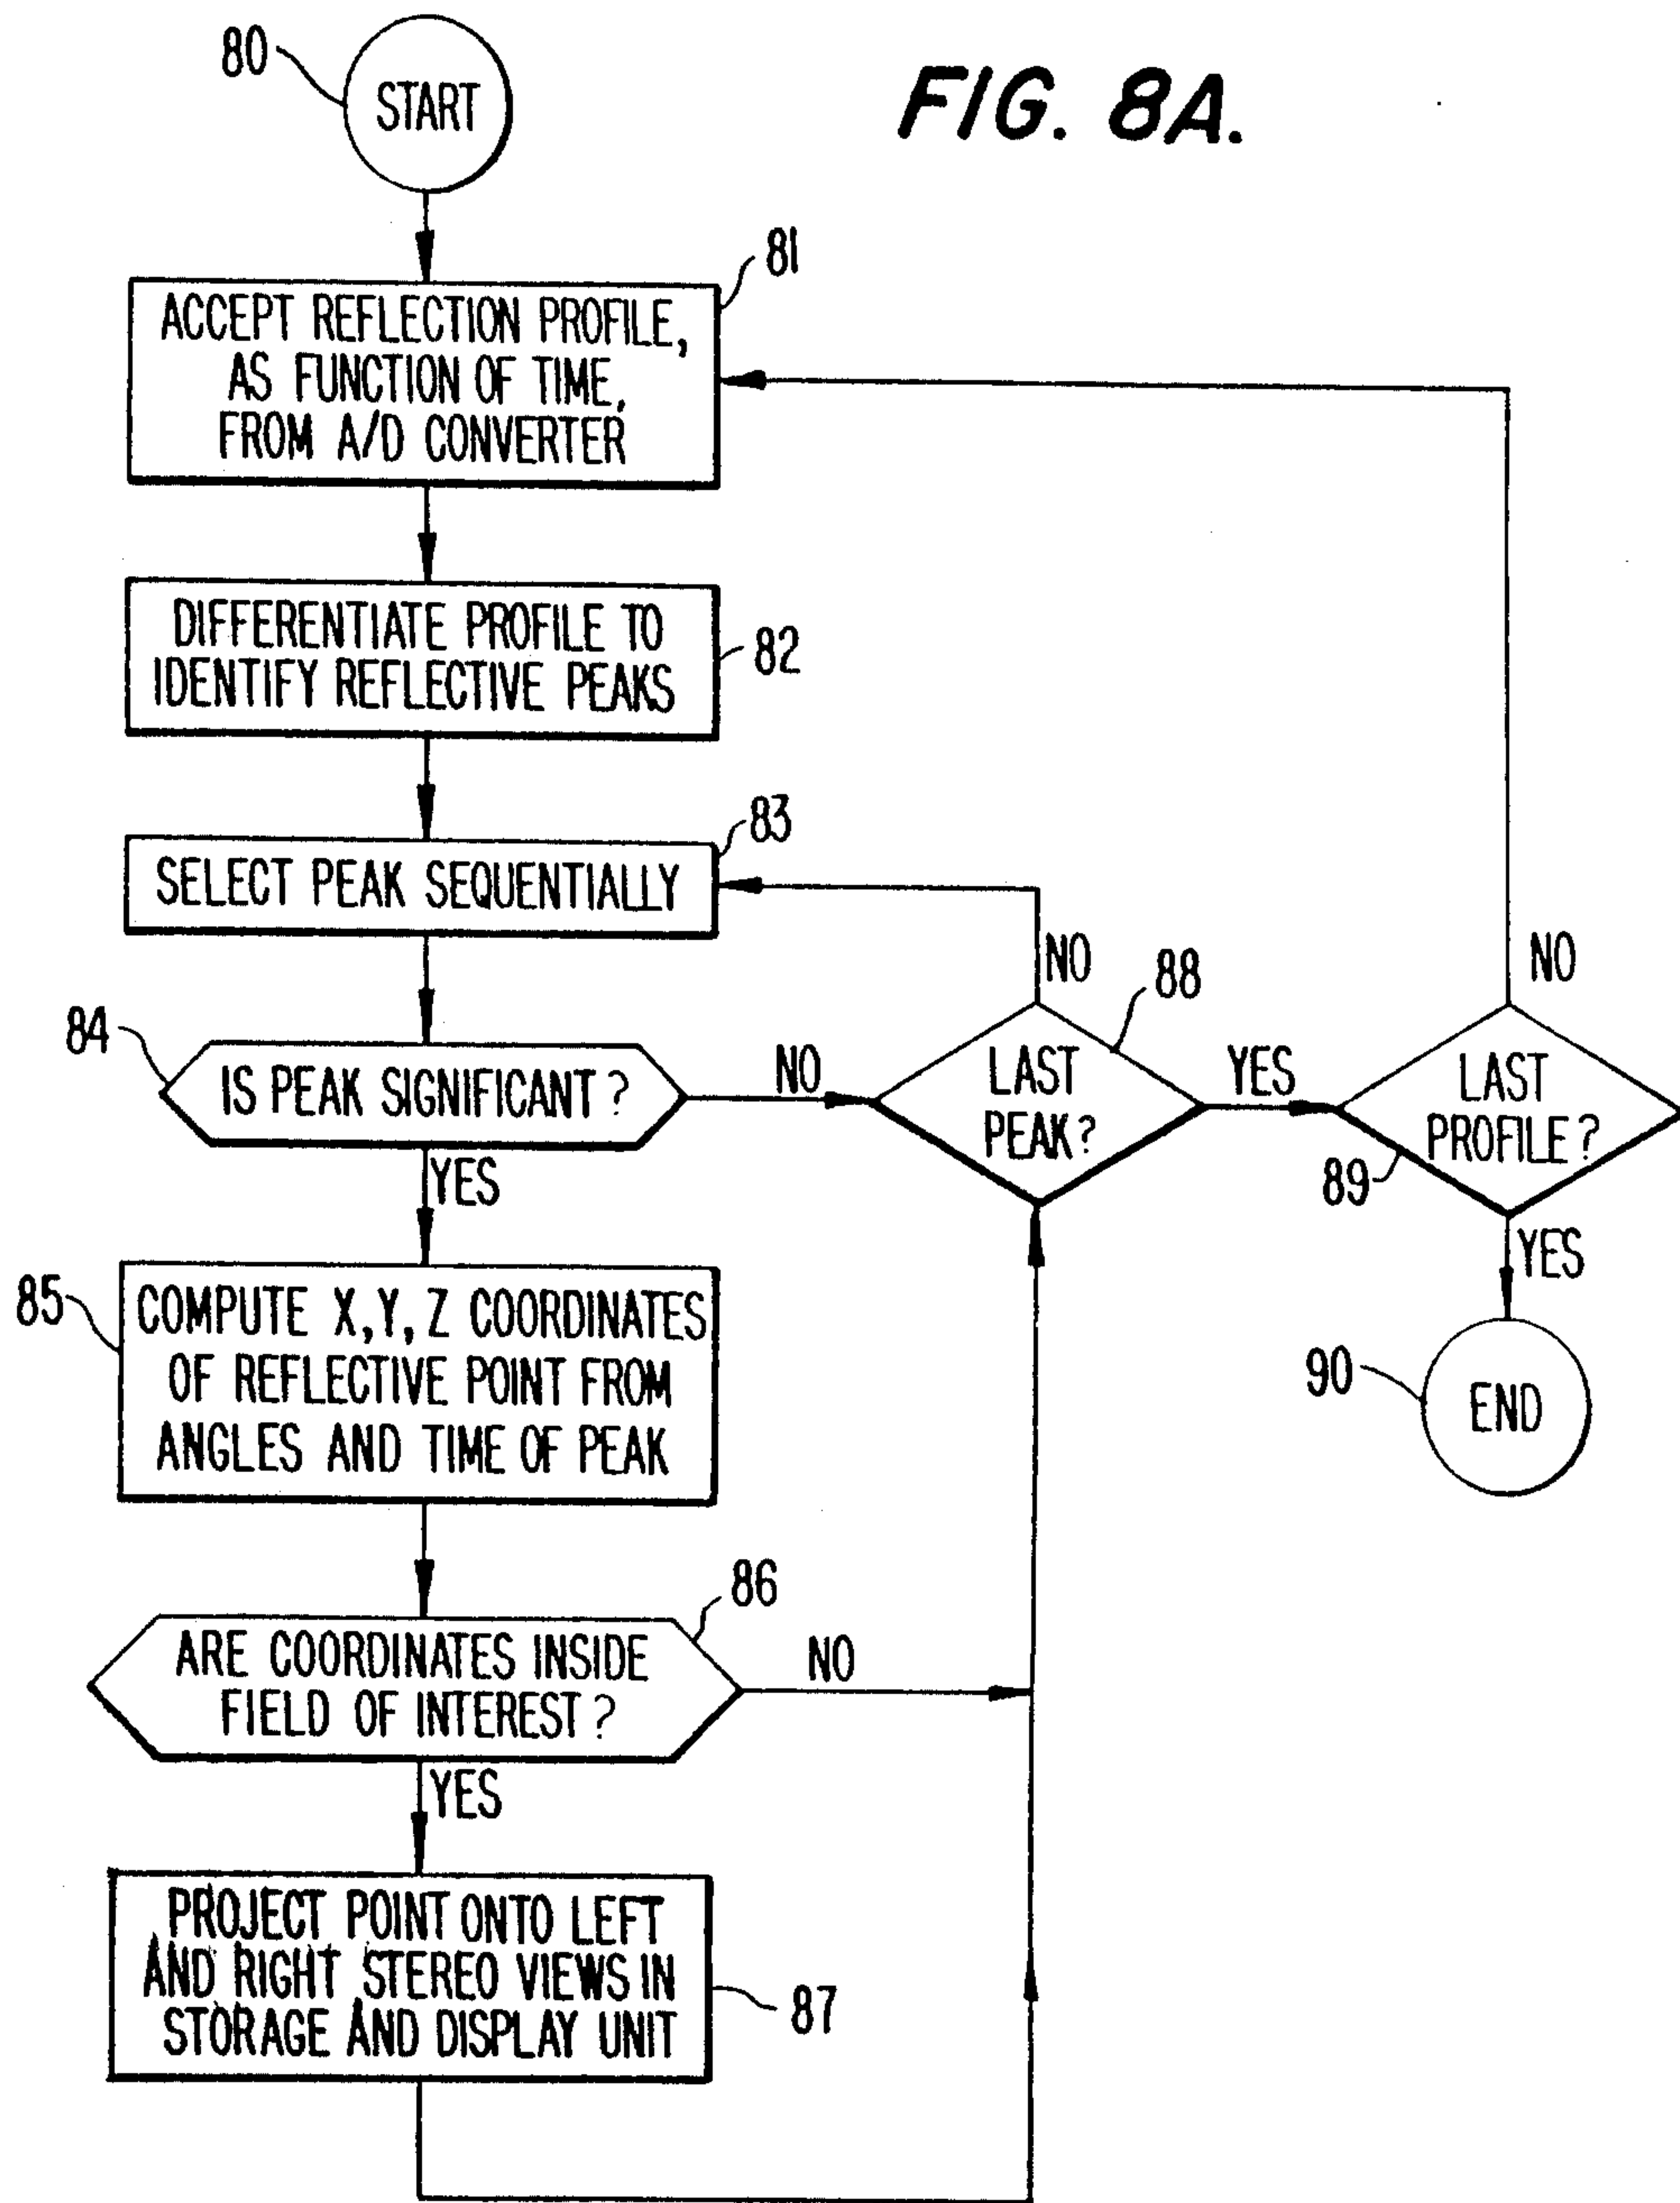 80
START
FIG. 8A.
81
ACCEPT REFLECTION PROFILE,
AS FUNCTION OF TIME,
FROM A/D CONVERTER
DIFFERENTIATE PROFILE TO
IDENTIFY REFLECTIVE PEAKS
82
83
SELECT PEAK SEQUENTIALLY
84
IS PEAK SIGNIFICANT?
NO
YES
NO
88
LAST
PEAK?
YES
NO
LAST
PROFILE?
89
YES
90
END
85
COMPUTE X,Y,Z COORDINATES
OF REFLECTIVE POINT FROM
ANGLES AND TIME OF PEAK
86
ARE COORDINATES INSIDE
FIELD OF INTEREST?
NO
YES
PROJECT POINT ONTO LEFT
AND RIGHT STEREO VIEWS IN
STORAGE AND DISPLAY UNIT
87